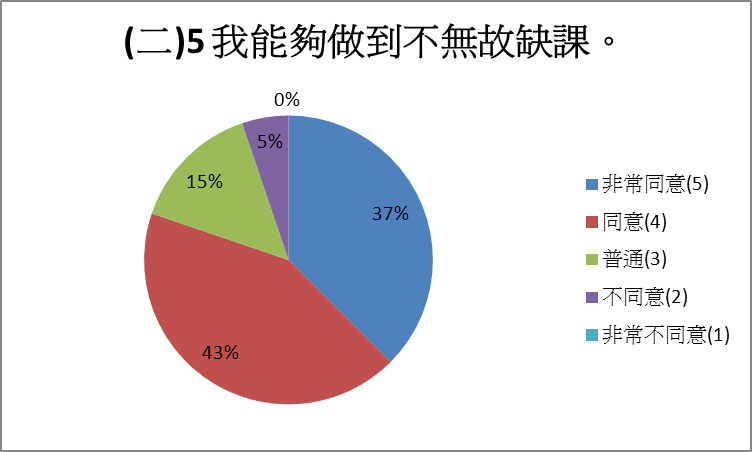 (二)5 我能夠做到不無故缺課。
0%
5%
15%
37%
43%
非常同意(5)
同意(4)
普通(3)
不同意(2)
非常不同意(1)